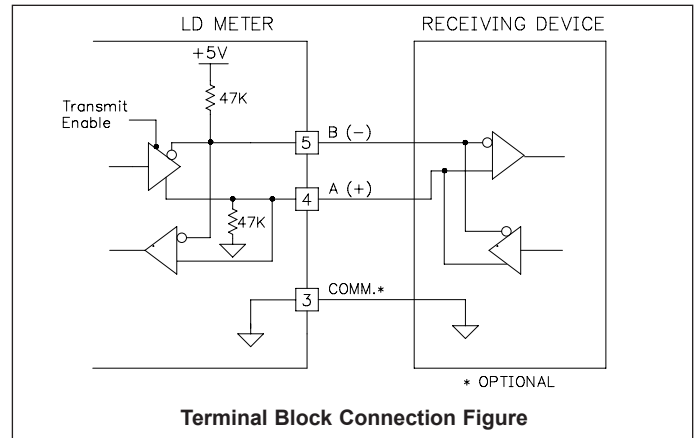 LD METER
RECEIVING DEVICE
+5V
47K
Transmit
Enable
5
B (-)
4
A (+)
47K
3
COMM.*
* OPTIONAL
Terminal Block Connection Figure